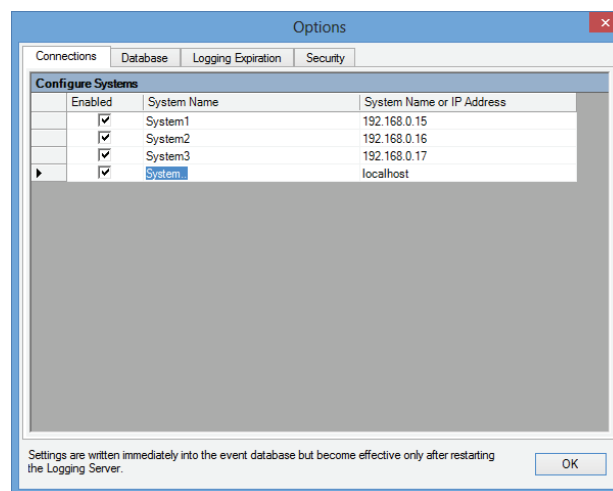 Options
Connections Database Logging Expiration Security
Configure Systems
Enabled System Name System Name or IP Address
System1 192.168.0.15
System2 192.168.0.16
System3 192.168.0.17
System.. localhost
Settings are written immediately into the event database but become effective only after restarting
the Logging Server.
OK